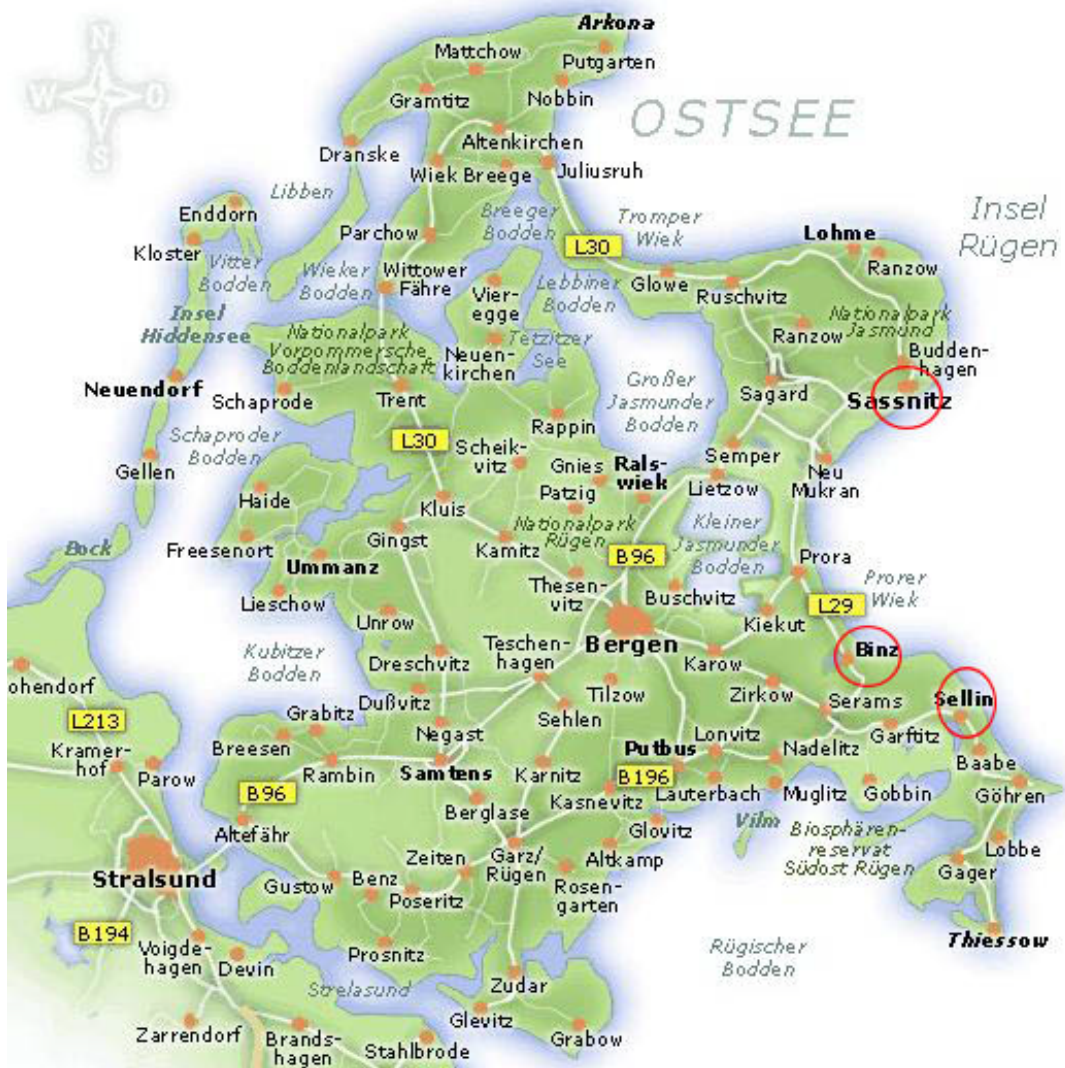 N
W O
S
Arkona
Mattchow
Putgarten
Gramtitz
Nobbin
OSTSEE
Altenkirchen
Dranske
Wiek Breege
Juliusruh
Libben
Enddorn
Breeger
Bodden
Tromper
Wiek
Insel
Rügen
Parchow
Kloster
Vitter
Bodden
Wieker
Bodden
Wittower
Fähre
L30
Lohme
Ranzow
Lebbiner
Bodden
Glowe
Ruschvitz
Vier-
egge
Insel
Hiddensee
Nationalpark
Vorpommersche
Boddenlandschaft
Tetzitzer
See
Neuen-
kirchen
Nationalpark
Jasmund
Ranzow
Budden-
hagen
Neuendorf
Schaprode
Trent
Großer
Jasmunder
Bodden
Sagard
Sassnitz
Rappin
Schaproder
Bodden
L30
Scheik-
vitz
Gellen
Semper
Gnies
Rals-
wiek
Neu
Mukran
Patzig
Lietzow
Haide
Kluis
Nationalpark
Rügen
Kleiner
Jasmunder
Bodden
Freesenort
Gingst
Kamitz
Bock
Ummanz
B96
Prora
Thesen-
vitz
Buschvitz
Prorer
Wiek
Lieschow
L29
Unrow
Kiekut
Teschen-
hagen
Bergen
Binz
Kubitzer
Bodden
Dreschvitz
Karow
ohendorf
Tilzow
Zirkow
Dußvitz
Serams
Sellin
L213
Grabitz
Sehlen
Kramer-
hof
Breesen
Negast
Putbus
Lonvitz
Nadelitz
Garftitz
Parow
Rambin
Samtens
Karnitz
B196
Baabe
B96
Lauterbach
Muglitz
Gobbin
Göhren
Berglase
Kasnevitz
Altefähr
Glovitz
Vilm
Biosphären-
reservat
Südost Rügen
Zeiten
Garz/
Rügen
Altkamp
Lobbe
Stralsund
Gustow
Benz
Poseritz
Rosen-
garten
Gager
B194
Voigde-
hagen
Devin
Prosnitz
Rügischer
Bodden
Thiessow
Strelasund
Zudar
Glevitz
Zarrendorf
Brands-
hagen
Stahlbrode
Grabow